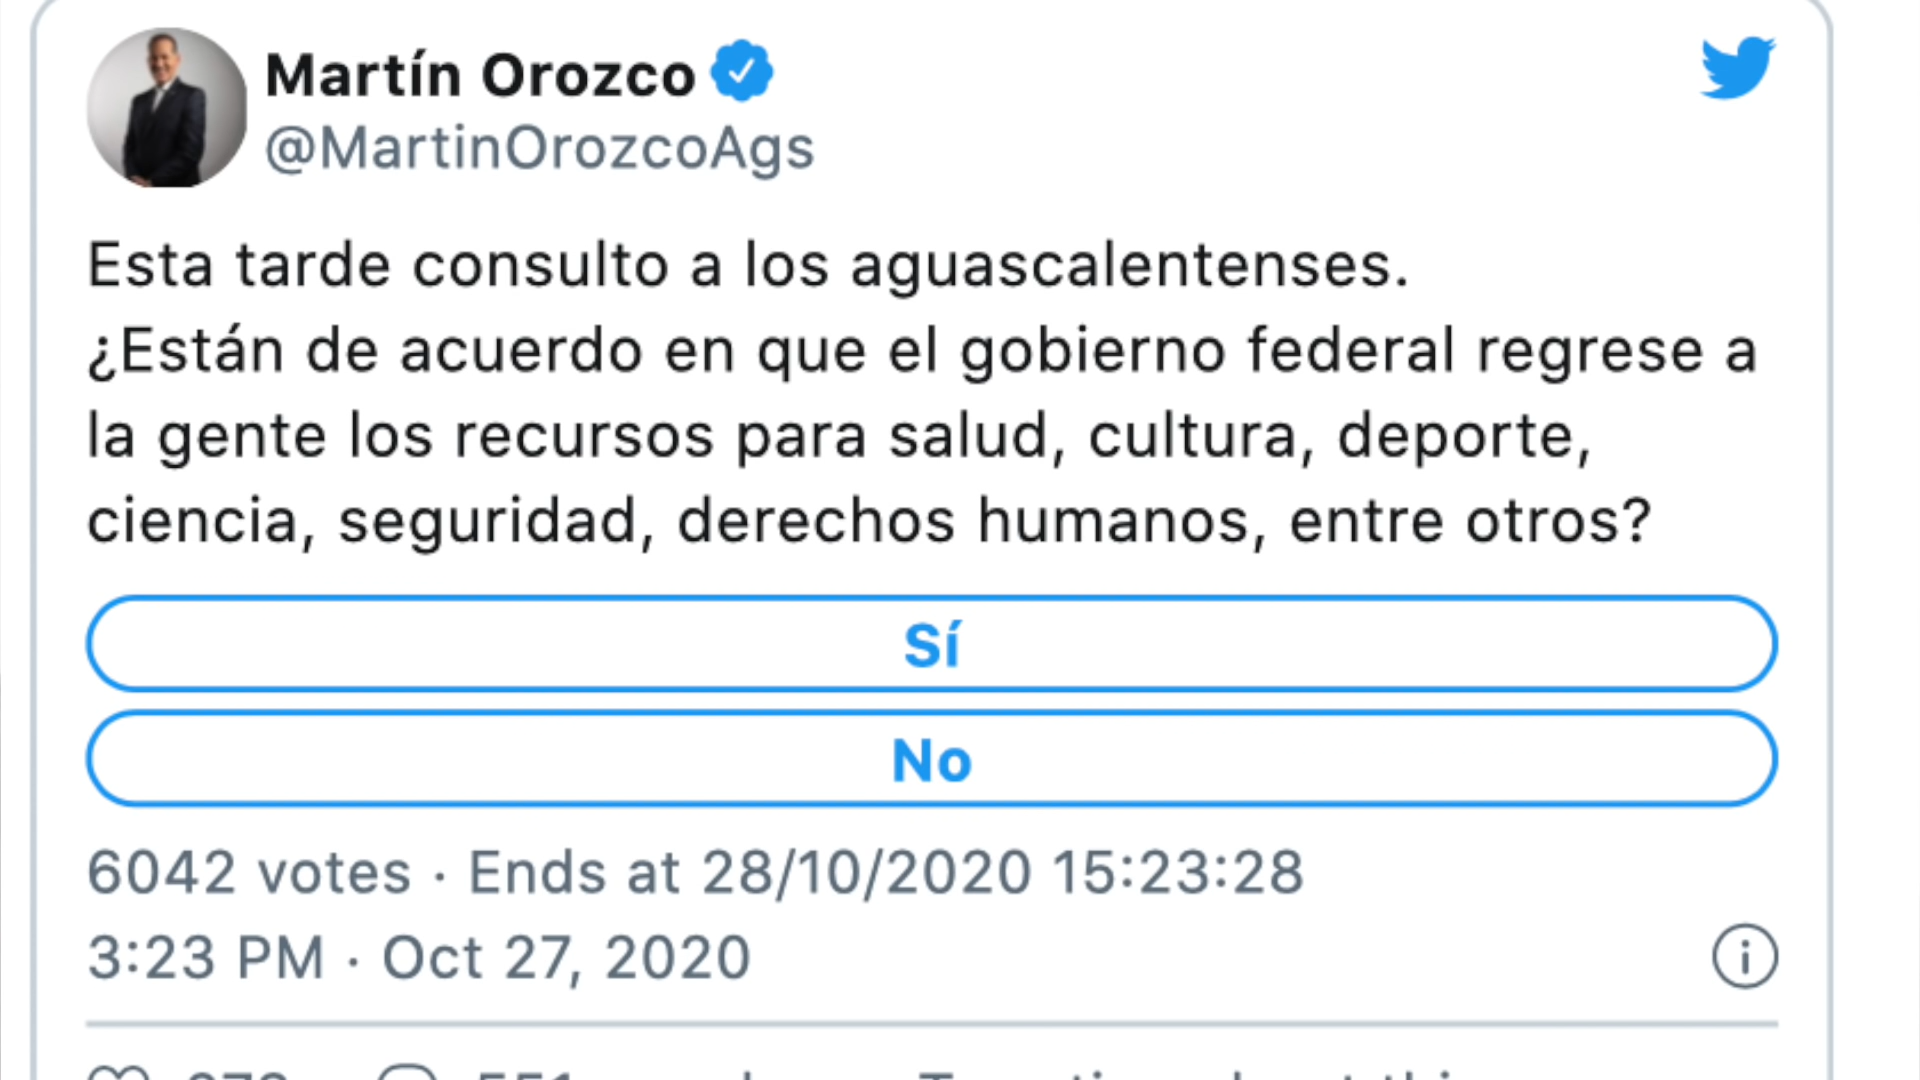 Martín Orozco
@MartinOrozcoAgs
Esta tarde consulto a los aguascalentenses.
¿Están de acuerdo en que el gobierno federal regrese a
la gente los recursos para salud, cultura, deporte,
ciencia, seguridad, derechos humanos, entre otros?
Sí
No
6042 votes · Ends at 28/10/2020 15:23:28
3:23 PM · Oct 27, 2020